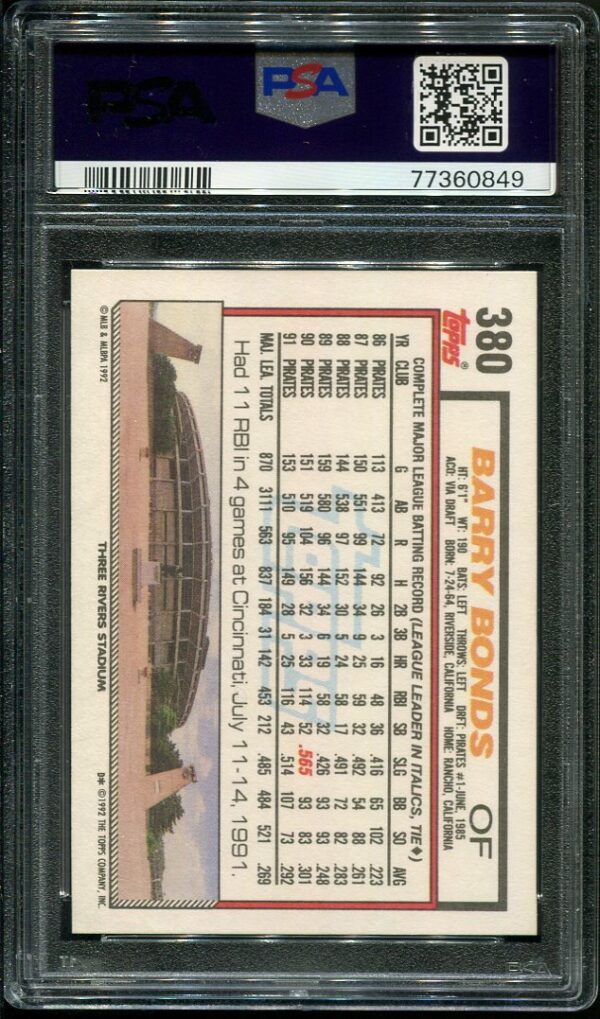 PSA
PSA
77360849
380
Topps®
BARRY BONDS OF
HT: 6'1" WT: 190 BATS: LEFT THROWS: LEFT DRFT: PIRATES #1-JUNE, 1985
ACQ: VIA DRAFT BORN: 7-24-64, RIVERSIDE, CALIFORNIA HOME: RANCHO, CALIFORNIA
COMPLETE MAJOR LEAGUE BATTING RECORD (LEAGUE LEADER IN ITALICS, TIE♦)
YR CLUB G AB R H 2B 3B HR RBI SB SLG BB SO AVG
86 PIRATES 113 413 72 92 26 3 16 48 36 .416 65 102 .223
87 PIRATES 150 551 99 144 34 9 25 59 32 .492 54 88 .261
88 PIRATES 144 538 97 152 30 5 24 58 17 .491 72 82 .283
89 PIRATES 159 580 96 144 34 6 19 58 32 .426 93 93 .248
90 PIRATES 151 519 104 156 32 3 33 114 52 .565 93 83 .301
91 PIRATES 153 510 95 149 28 5 25 116 43 .514 107 73 .292
MAJ. LEA. TOTALS 870 3111 563 837 184 31 142 453 212 .485 484 521 .269
Had 11 RBI in 4 games at Cincinnati, July 11-14, 1991.
THREE RIVERS STADIUM
©MLB & MLBPA 1992
D* ©1992 THE TOPPS COMPANY, INC.
PSA